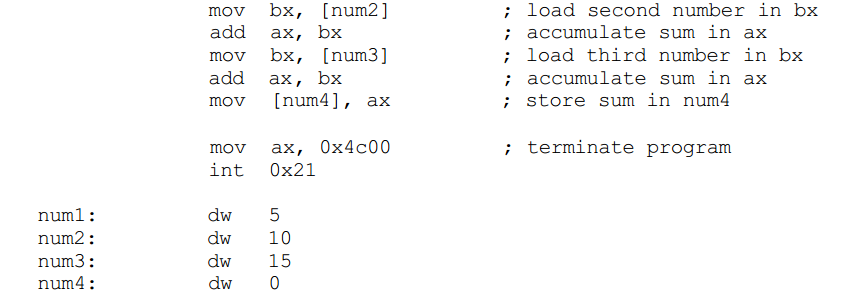 mov bx, [num2] ; load second number in bx
add ax, bx ; accumulate sum in ax
mov bx, [num3] ; load third number in bx
add ax, bx ; accumulate sum in ax
mov [num4], ax ; store sum in num4
mov ax, 0x4c00 ; terminate program
int 0x21
num1: dw 5
num2: dw 10
num3: dw 15
num4: dw 0